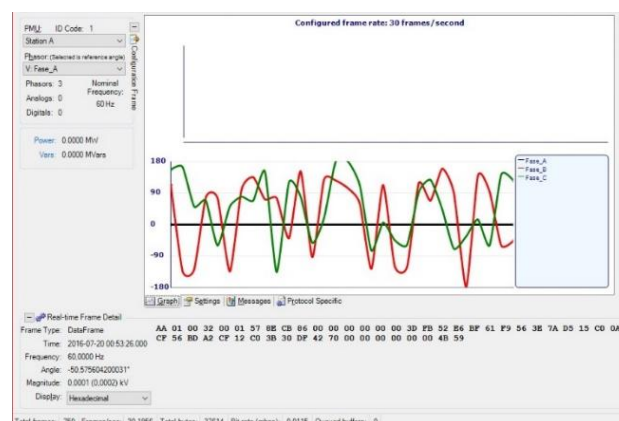 PMU: ID Code: 1
Station A
Phasor: (Selected is reference angle)
V: Fase_A
Phasors: 3
Nominal Frequency: 60 Hz
Analogs: 0
Digitals: 0
Configuration Frame
Power: 0.0000 MW
Vars: 0.0000 MVars
Configured frame rate: 30 frames/second
180
90
0
-90
-180
Fase_A
Fase_B
Fase_C
Graph Settings Messages Protocol Specific
Real-time Frame Detail
Frame Type: DataFrame
Time: 2016-07-20 00:53:26.000
Frequency: 60,0000 Hz
Angle: -50,575604200031°
Magnitude: 0,0001 (0,0002) kV
Display: Hexadecimal
AA 01 00 32 00 01 57 8E CB 86 00 00 00 00 00 00 3D FB 52 E6 BF 61 F9 56 3E 7A D5 15 C0 0A
CF 56 BD A2 CF 12 C0 3B 30 DF 42 70 00 00 00 00 00 00 4B 59